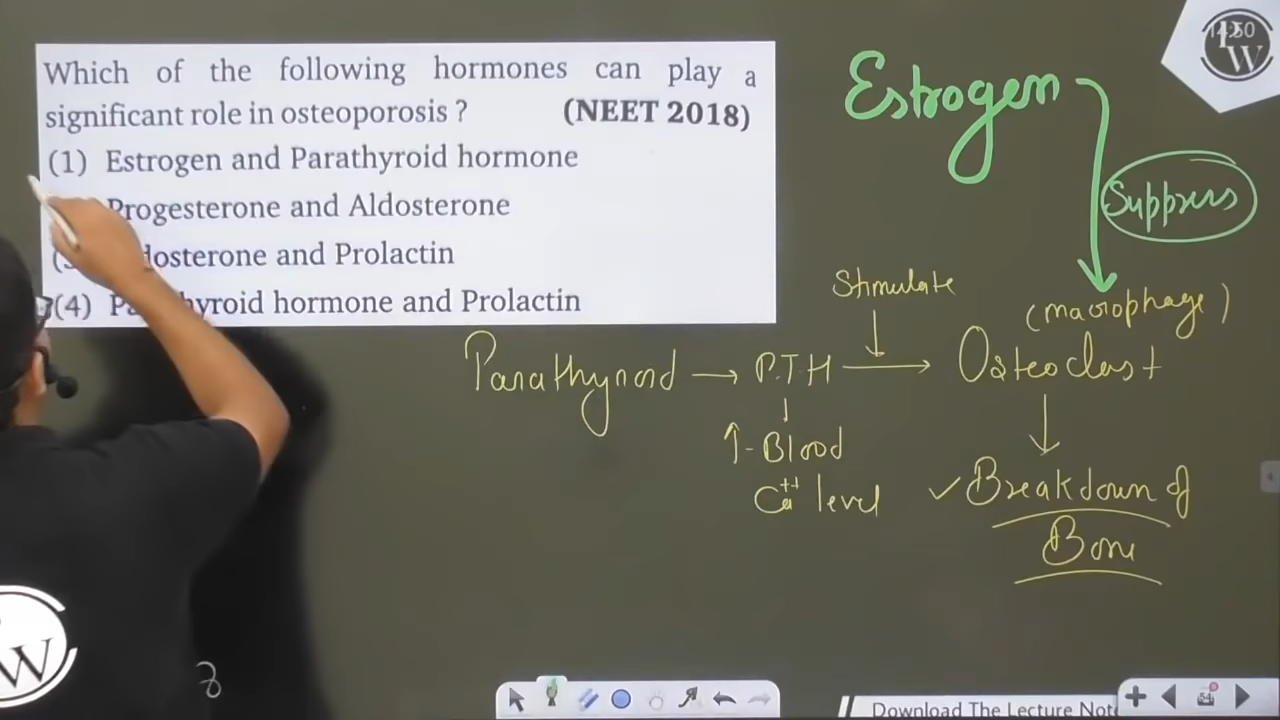 Which of the following hormones can play a
significant role in osteoporosis ? (NEET 2018)
(1) Estrogen and Parathyroid hormone
Progesterone and Aldosterone
dosterone and Prolactin
(4) P yroid hormone and Prolactin
Estrogen
Suppress
Stimulate
(macrophage)
Parathyroid → P.T.H → Osteoclast
↑-Blood
Ca++ level
✓Breakdown of
Bone
W
W
54
Download The Lecture Not